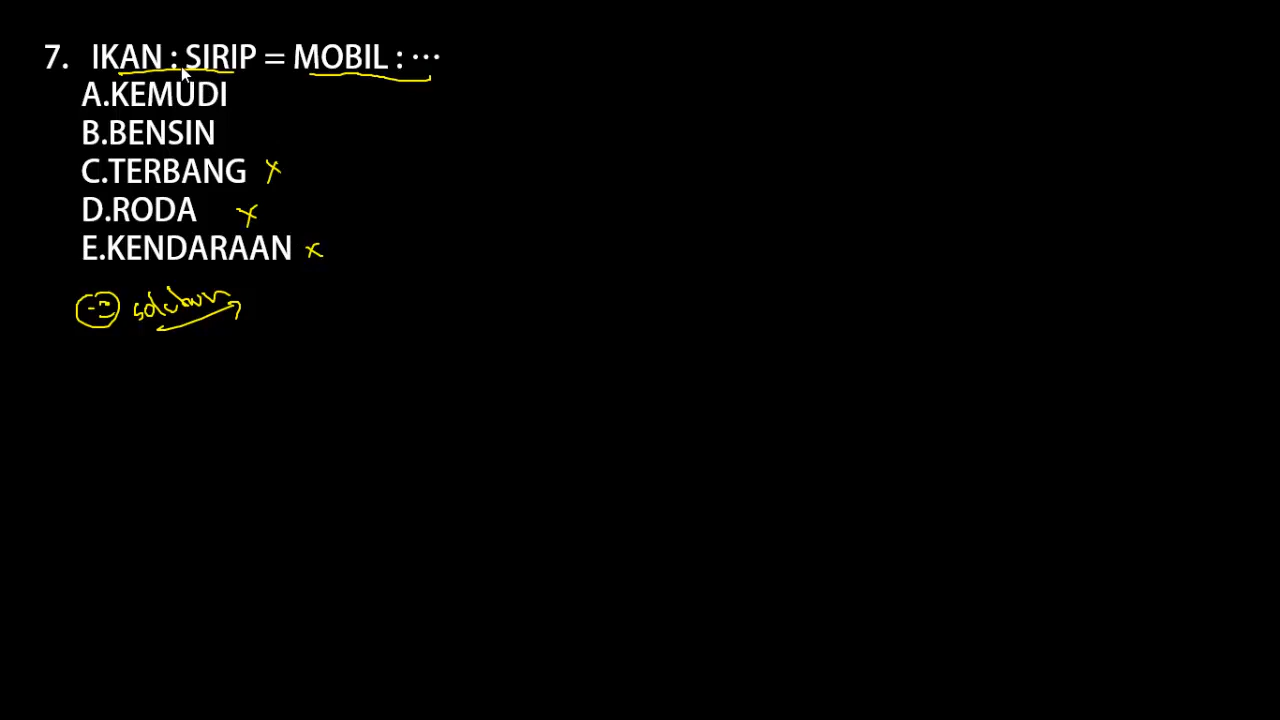 7. IKAN : SIRIP = MOBIL : ...
A.KEMUDI
B.BENSIN
C.TERBANG x
D.RODA x
E.KENDARAAN x